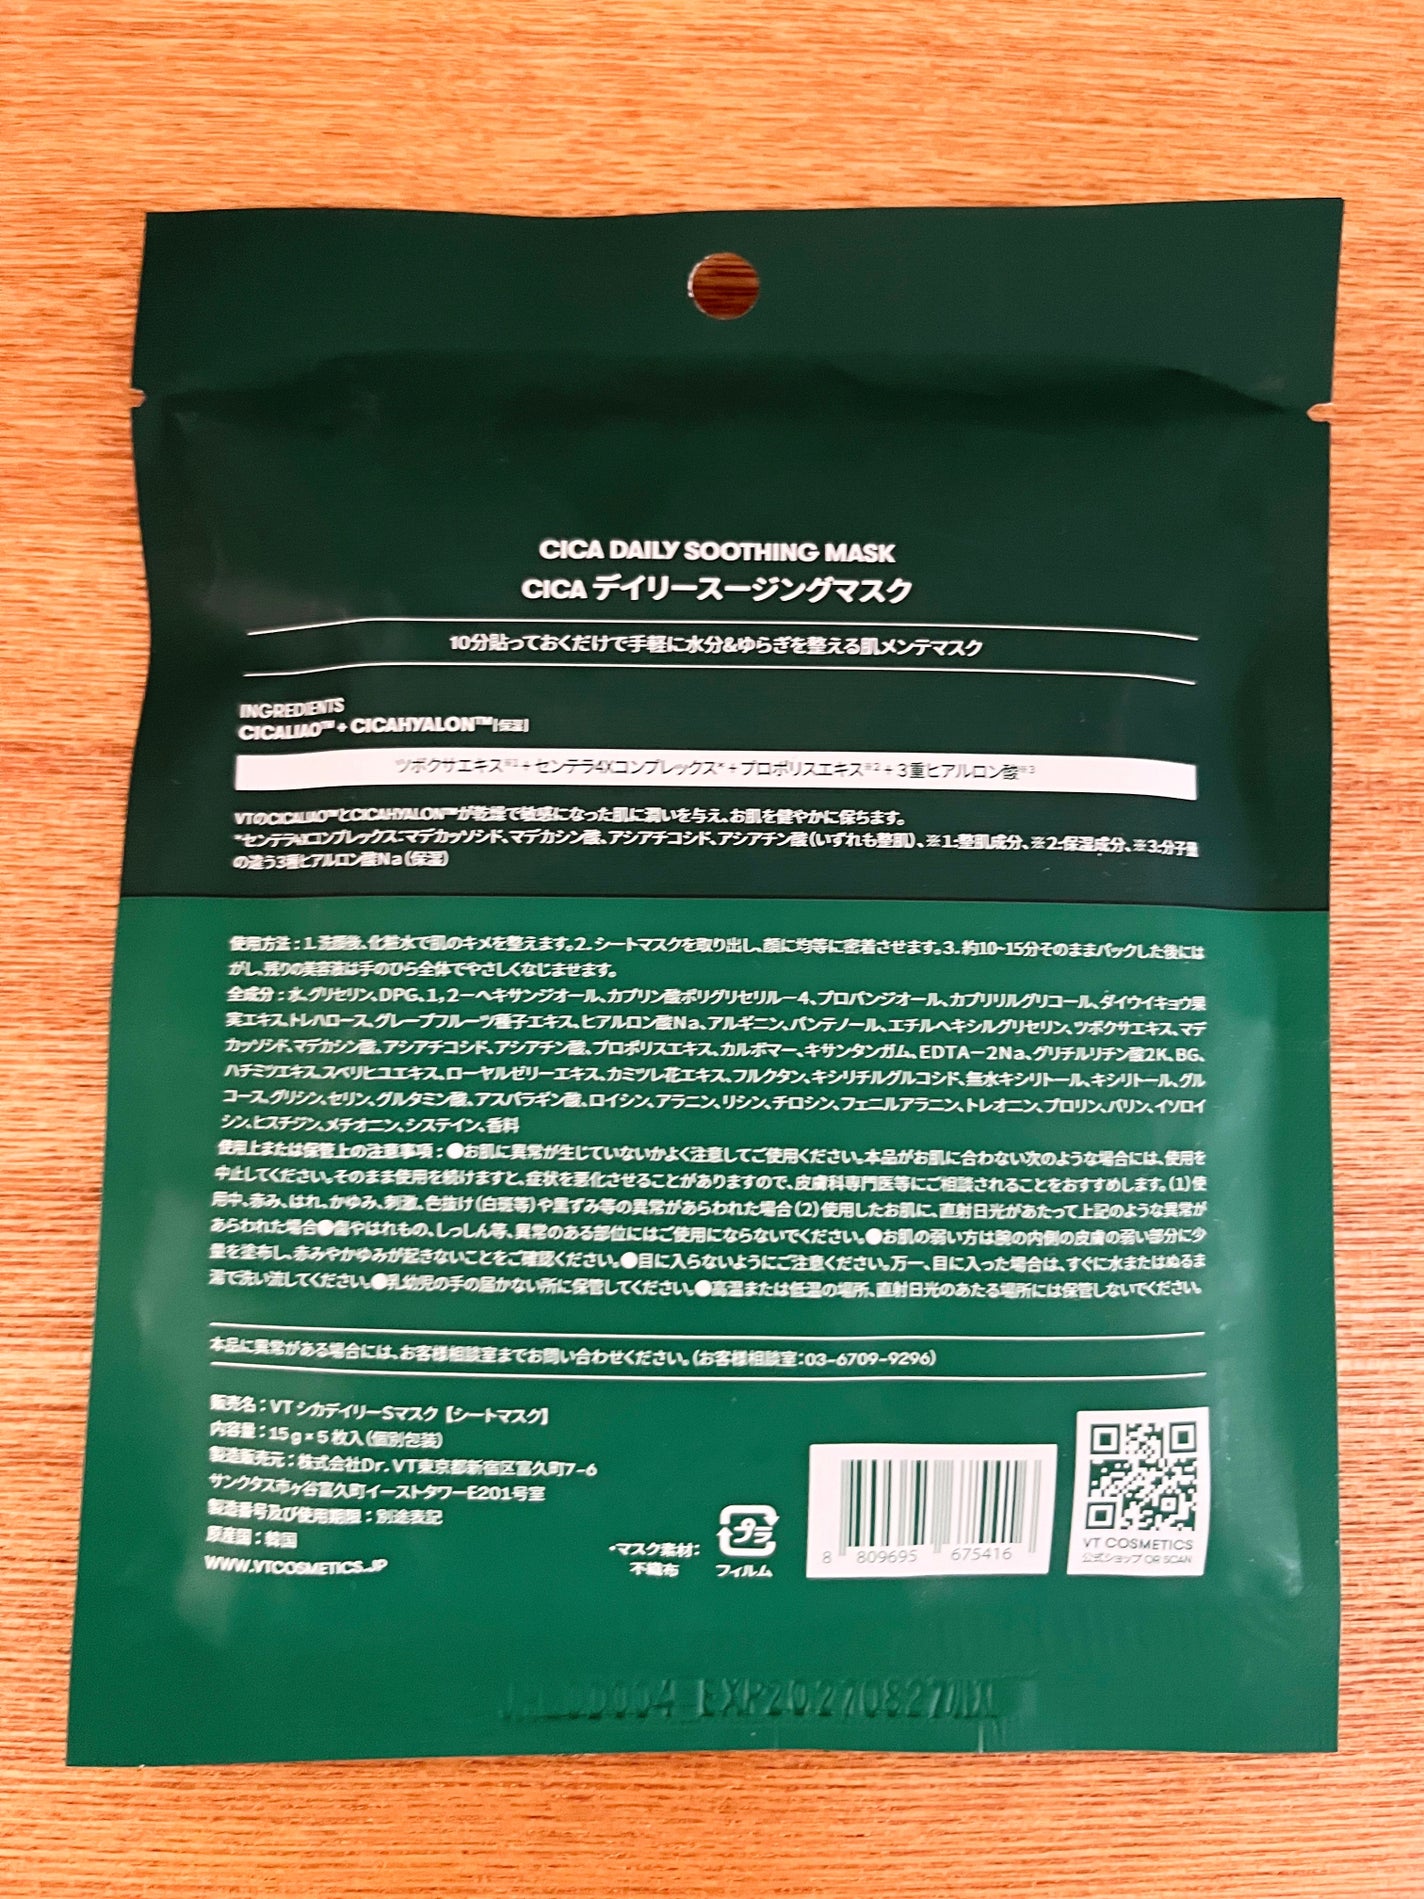 CICA DAILY SOOTHING MASK
CICA デイリースージングマスク
10分貼っておくだけで手軽に水分&ゆらぎを整える肌メンテマスク
INGREDIENTS
CICALIAO™ + CICAHYALON™[保湿]
ツボクサエキス※1 + センテラ4Xコンプレックス* + プロポリスエキス※2 + 3重ヒアルロン酸※3
VTのCICALIAO™とCICAHYALON™が乾燥で敏感になった肌に潤いを与え、お肌を健やかに保ちます。
*センテラ4Xコンプレックス:マデカッソシド、マデカシン酸、アシアチコシド、アシアチン酸(いずれも整肌)、※1:整肌成分、※2:保湿成分、※3:分子量
の違う3種ヒアルロン酸Na(保湿)
使用方法:1. 洗顔後、化粧水で肌のキメを整えます。2. シートマスクを取り出し、顔に均等に密着させます。3. 約10~15分そのままパックした後には
がし、残りの美容液は手のひら全体でやさしくなじませます。
全成分:水、グリセリン、DPG、1,2-ヘキサンジオール、カプリン酸ポリグリセリル-4、プロパンジオール、カプリリルグリコール、ダイウイキョウ果
実エキス、トレハロース、グレープフルーツ種子エキス、ヒアルロン酸Na、アルギニン、パンテノール、エチルヘキシルグリセリン、ツボクサエキス、マデ
カッソシド、マデカシン酸、アシアチコシド、アシアチン酸、プロポリスエキス、カルボマー、キサンタンガム、EDTA-2Na、グリチルリチン酸2K、BG、
ハチミツエキス、スベリヒユエキス、ローヤルゼリーエキス、カミツレ花エキス、フルクタン、キシリチルグルコシド、無水キシリトール、キシリトール、グル
コース、グリシン、セリン、グルタミン酸、アスパラギン酸、ロイシン、アラニン、リシン、チロシン、フェニルアラニン、トレオニン、プロリン、バリン、イソロイ
シン、ヒスチジン、メチオニン、システイン、香料
使用上または保管上の注意事項:●お肌に異常が生じていないかよく注意してご使用ください。本品がお肌に合わない次のような場合には、使用を
中止してください。そのまま使用を続けますと、症状を悪化させることがありますので、皮膚科専門医等にご相談されることをおすすめします。(1)使
用中、赤み、はれ、かゆみ、刺激、色抜け(白斑等)や黒ずみ等の異常があらわれた場合(2)使用したお肌に、直射日光があたって上記のような異常が
あらわれた場合●傷やはれもの、しっしん等、異常のある部位にはご使用にならないでください。●お肌の弱い方は腕の内側の皮膚の弱い部分に少
量を塗布し、赤みやかゆみが起きないことをご確認ください。●目に入らないようにご注意ください。万一、目に入った場合は、すぐに水またはぬるま
湯で洗い流してください。●乳幼児の手の届かない所に保管してください。●高温または低温の場所、直射日光のあたる場所には保管しないでください。
本品に異常がある場合には、お客様相談室までお問い合わせください。(お客様相談室:03-6709-9296)
販売名:VT シカデイリーSマスク【シートマスク】
内容量:15g×5枚入(個別包装)
製造販売元:株式会社Dr.VT東京都新宿区富久町7-6
サンクタス市ヶ谷富久町イーストタワーE201号室
製造番号及び使用期限:別途表記
原産国:韓国
WWW.VTCOSMETICS.JP
・マスク素材:
不織布
プラ
フィルム
8 809695 675416
VT COSMETICS
公式ショップ QR SCAN
EXP20270827